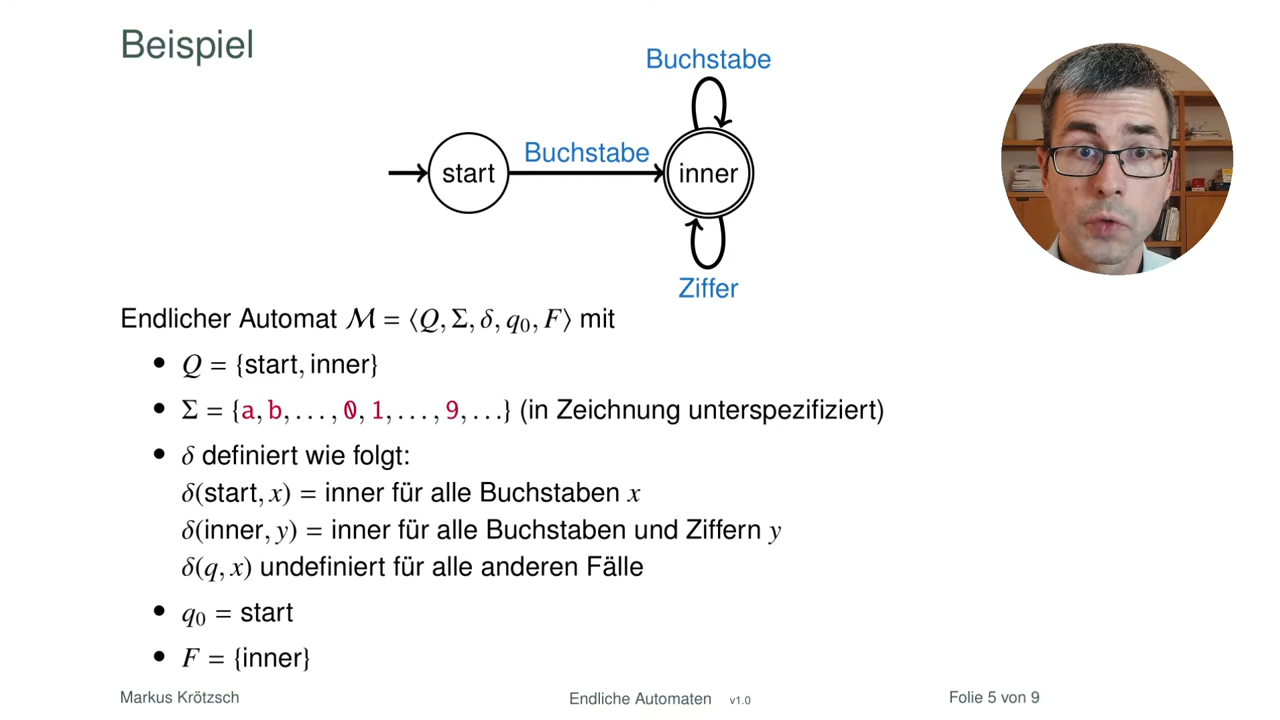 Beispiel
Buchstabe
Buchstabe
start
inner
Ziffer
Endlicher Automat M = ⟨Q, Σ, δ, q₀, F⟩ mit
• Q = {start, inner}
• Σ = {a, b, . . . , 0, 1, . . . , 9, . . .} (in Zeichnung unterspezifiziert)
• δ definiert wie folgt:
δ(start, x) = inner für alle Buchstaben x
δ(inner, y) = inner für alle Buchstaben und Ziffern y
δ(q, x) undefiniert für alle anderen Fälle
• q₀ = start
• F = {inner}
Markus Krötzsch Endliche Automaten v1.0 Folie 5 von 9